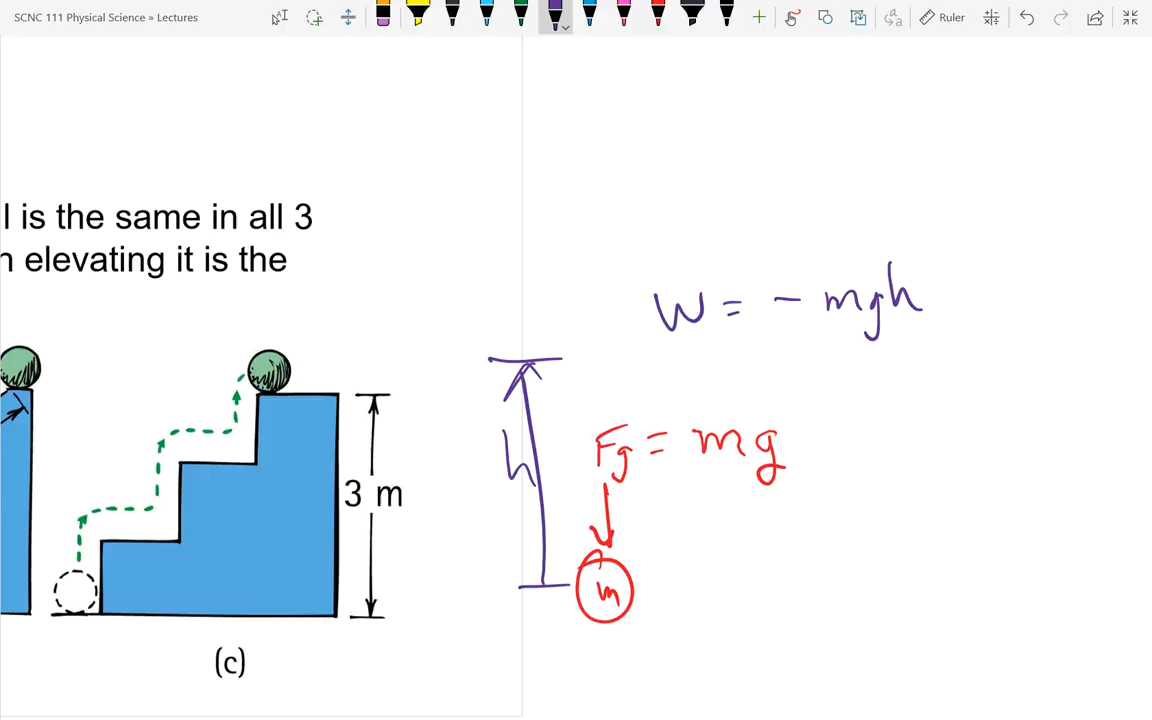 SCNC 111 Physical Science » Lectures
Ruler
l is the same in all 3
n elevating it is the
W = - mgh
h
Fg = mg
3 m
m
(c)